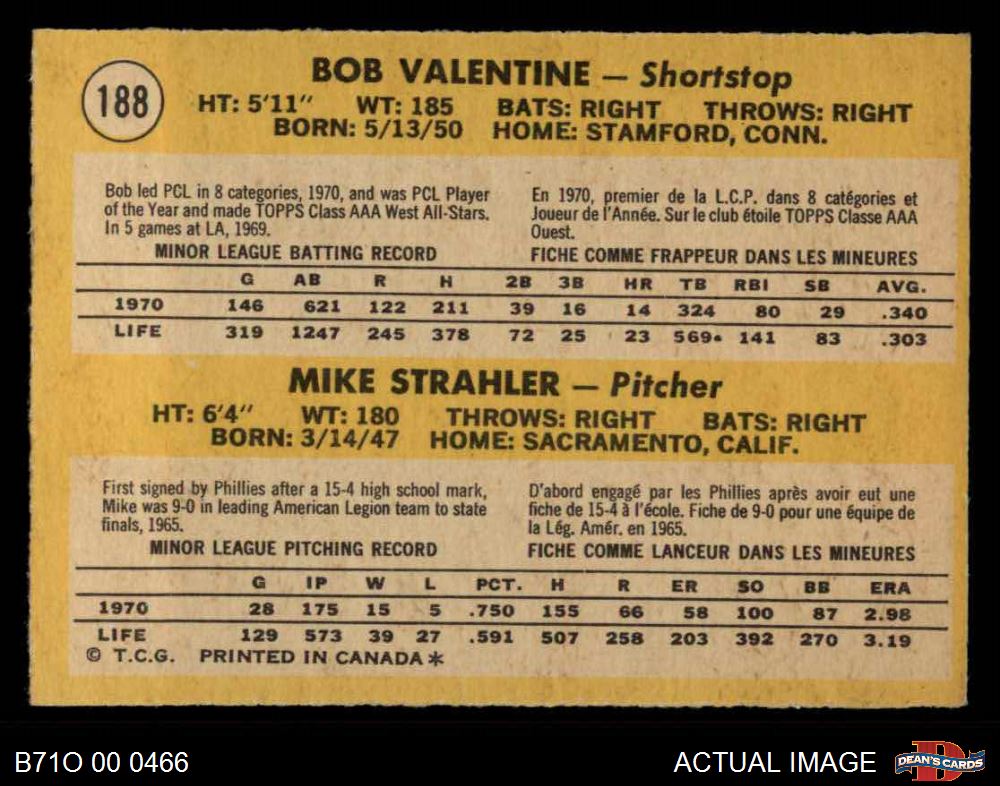 188
BOB VALENTINE — Shortstop
HT: 5'11" WT: 185 BATS: RIGHT THROWS: RIGHT
BORN: 5/13/50 HOME: STAMFORD, CONN.
Bob led PCL in 8 categories, 1970, and was PCL Player
of the Year and made TOPPS Class AAA West All-Stars.
In 5 games at LA, 1969.
MINOR LEAGUE BATTING RECORD
En 1970, premier de la L.C.P. dans 8 catégories et
Joueur de l'Année. Sur le club étoile TOPPS Classe AAA
Ouest.
FICHE COMME FRAPPEUR DANS LES MINEURES
G AB R H 2B 3B HR TB RBI SB AVG.
1970 146 621 122 211 39 16 14 324 80 29 .340
LIFE 319 1247 245 378 72 25 23 569• 141 83 .303
MIKE STRAHLER — Pitcher
HT: 6'4" WT: 180 THROWS: RIGHT BATS: RIGHT
BORN: 3/14/47 HOME: SACRAMENTO, CALIF.
First signed by Phillies after a 15-4 high school mark,
Mike was 9-0 in leading American Legion team to state
finals, 1965.
MINOR LEAGUE PITCHING RECORD
D'abord engagé par les Phillies après avoir eut une
fiche de 15-4 à l'école. Fiche de 9-0 pour une équipe de
la Lég. Amér. en 1965.
FICHE COMME LANCEUR DANS LES MINEURES
G IP W L PCT. H R ER SO BB ERA
1970 28 175 15 5 .750 155 66 58 100 87 2.98
LIFE 129 573 39 27 .591 507 258 203 392 270 3.19
© T.C.G. PRINTED IN CANADA *
B71O 00 0466
ACTUAL IMAGE
D
DEAN'S CARDS